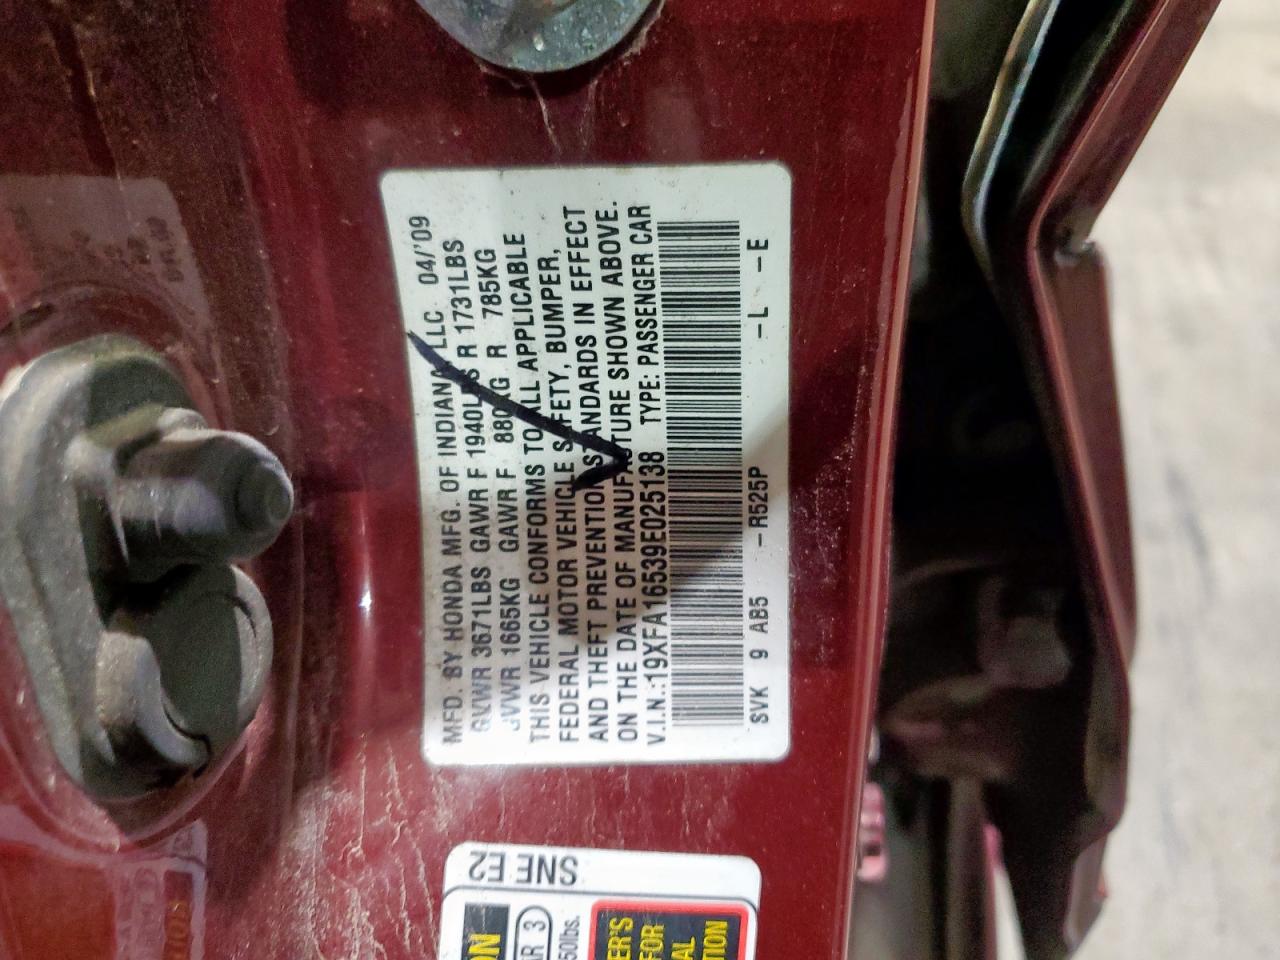 MFD. BY HONDA MFG. OF INDIANA, LLC 04/'09
GVWR 3671LBS GAWR F 1940LBS R 1731LBS
GVWR 1665KG GAWR F 880KG R 785KG
THIS VEHICLE CONFORMS TO ALL APPLICABLE
FEDERAL MOTOR VEHICLE SAFETY, BUMPER,
AND THEFT PREVENTION STANDARDS IN EFFECT
ON THE DATE OF MANUFACTURE SHOWN ABOVE.
V.I.N.:19XFA16539E025138 TYPE: PASSENGER CAR
SVK 9 AB5 -R525P -L -E
SNE E2